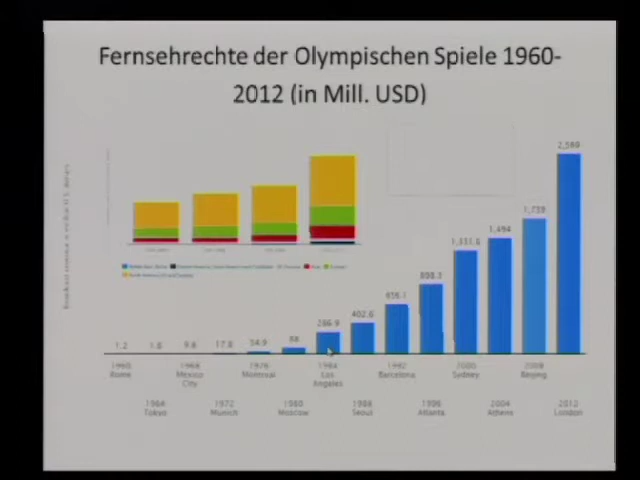 Fernsehrechte der Olympischen Spiele 1960-
2012 (in Mill. USD)
2,569
1,739
1,494
1,331.6
898.3
636.1
402.6
286.9
88
34.9
17.8
9.8
1.6
1.2
1960
Rome
1968
Mexico
City
1976
Montreal
1984
Los
Angeles
1992
Barcelona
2000
Sydney
2008
Beijing
1964
Tokyo
1972
Munich
1980
Moscow
1988
Seoul
1996
Atlanta
2004
Athens
2012
London